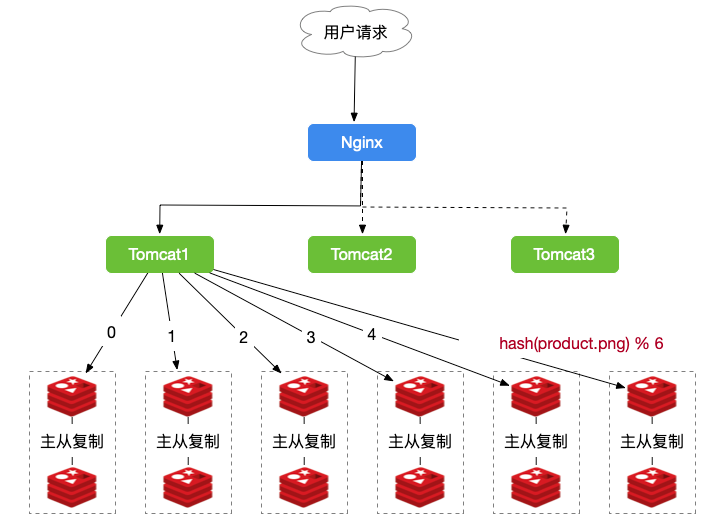 用户请求
Nginx
Tomcat1
Tomcat2
Tomcat3
0
1
2
3
4
hash(product.png) % 6
主从复制
主从复制
主从复制
主从复制
主从复制
主从复制